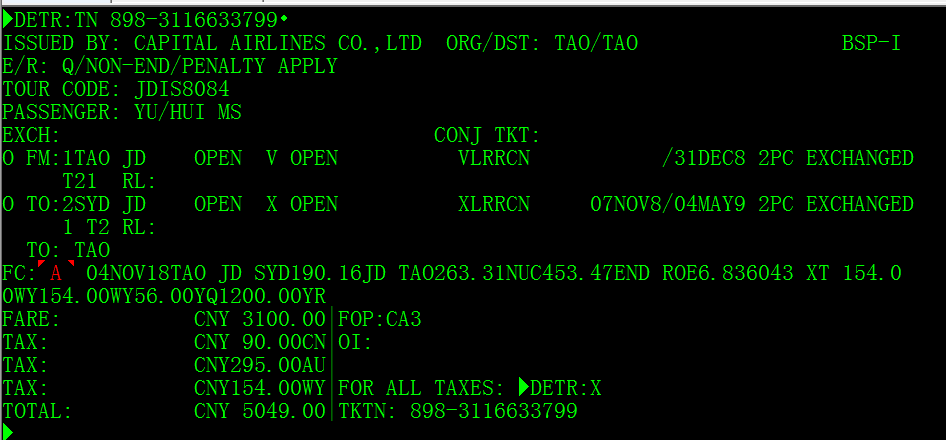 ▶DETR:TN 898-3116633799•
ISSUED BY: CAPITAL AIRLINES CO.,LTD ORG/DST: TAO/TAO BSP-I
E/R: Q/NON-END/PENALTY APPLY
TOUR CODE: JDIS8084
PASSENGER: YU/HUI MS
EXCH: CONJ TKT:
O FM:1TAO JD OPEN V OPEN VLRRCN /31DEC8 2PC EXCHANGED
T21 RL:
O TO:2SYD JD OPEN X OPEN XLRRCN 07NOV8/04MAY9 2PC EXCHANGED
1 T2 RL:
TO: TAO
FC: A 04NOV18TAO JD SYD190.16JD TAO263.31NUC453.47END ROE6.836043 XT 154.0
0WY154.00WY56.00YQ1200.00YR
FARE: CNY 3100.00|FOP:CA3
TAX: CNY 90.00CN|OI:
TAX: CNY295.00AU|
TAX: CNY154.00WY|FOR ALL TAXES: ▶DETR:X
TOTAL: CNY 5049.00|TKTN: 898-3116633799
▶